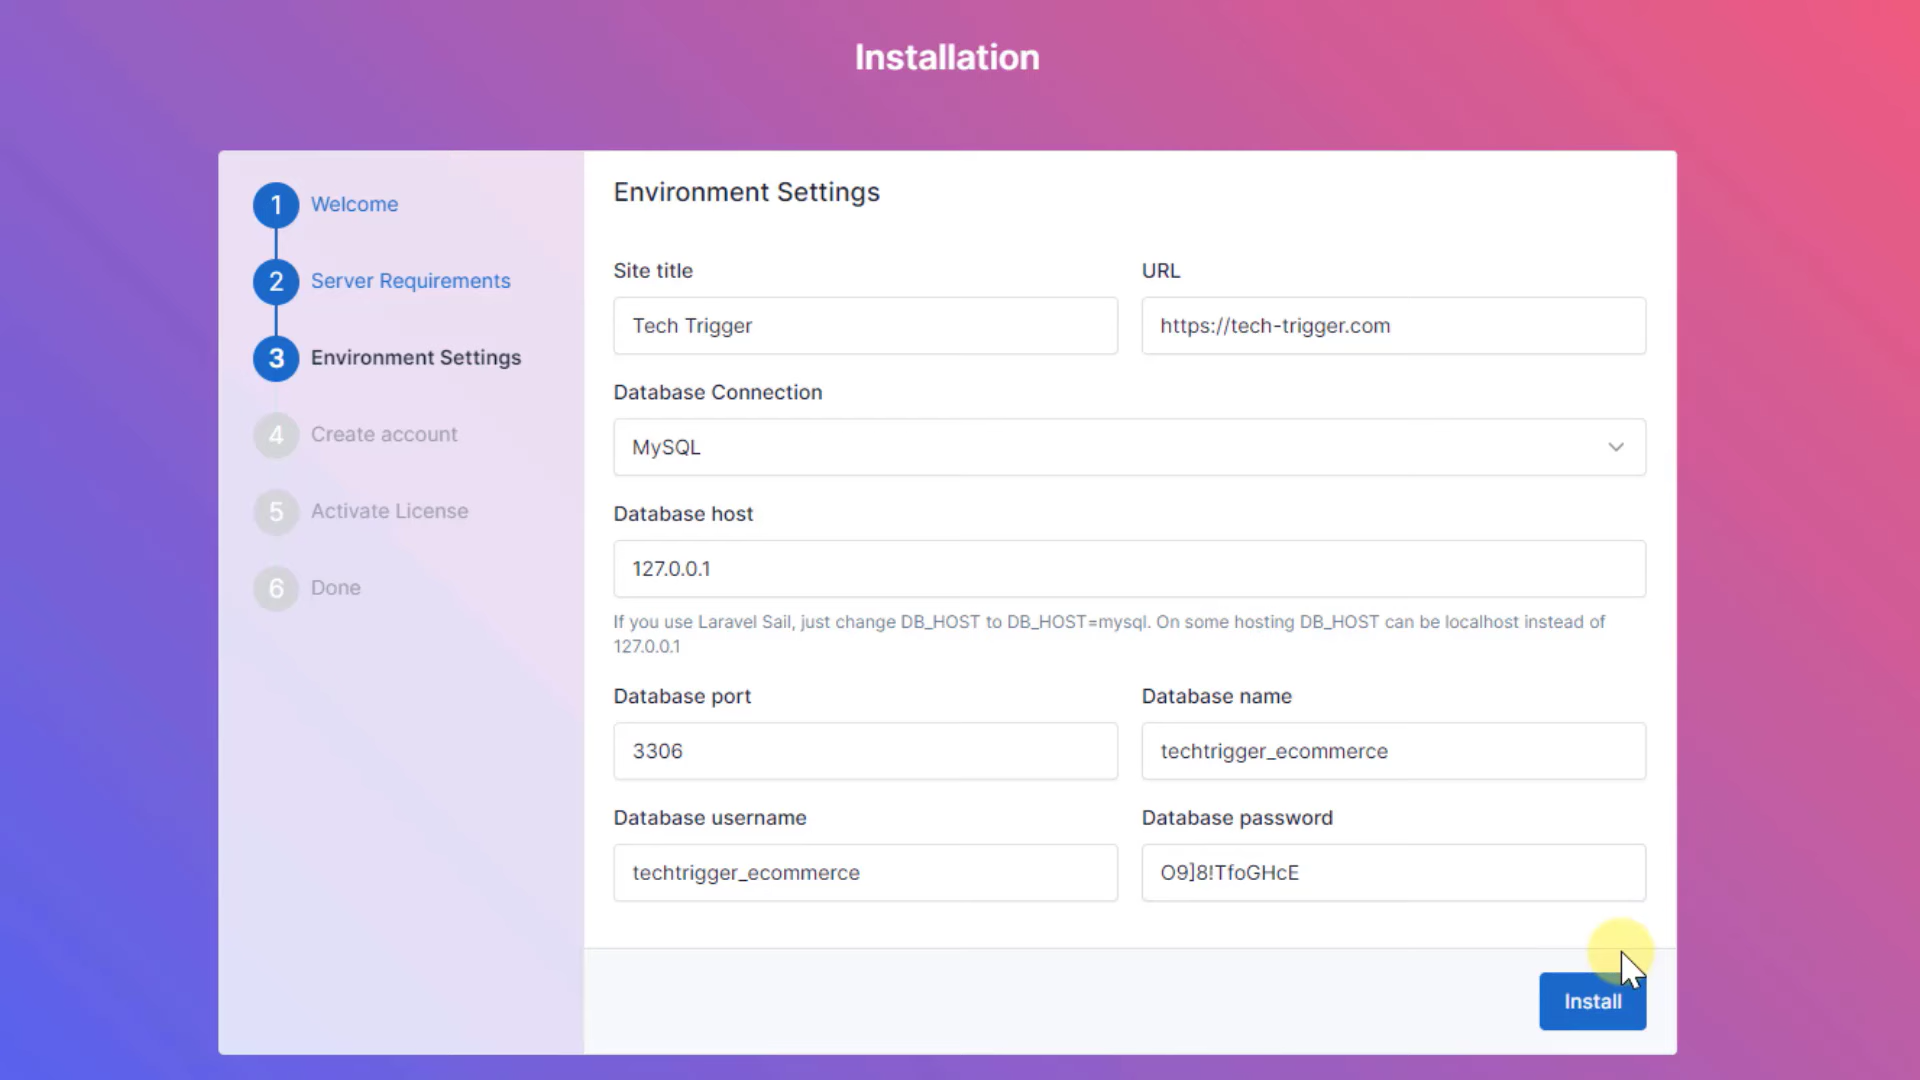 Installation
1 Welcome
2 Server Requirements
3 Environment Settings
4 Create account
5 Activate License
6 Done
Environment Settings
Site title
Tech Trigger
URL
https://tech-trigger.com
Database Connection
MySQL
Database host
127.0.0.1
If you use Laravel Sail, just change DB_HOST to DB_HOST=mysql. On some hosting DB_HOST can be localhost instead of
127.0.0.1
Database port
3306
Database name
techtrigger_ecommerce
Database username
techtrigger_ecommerce
Database password
O9]8!TfoGHcE
Install